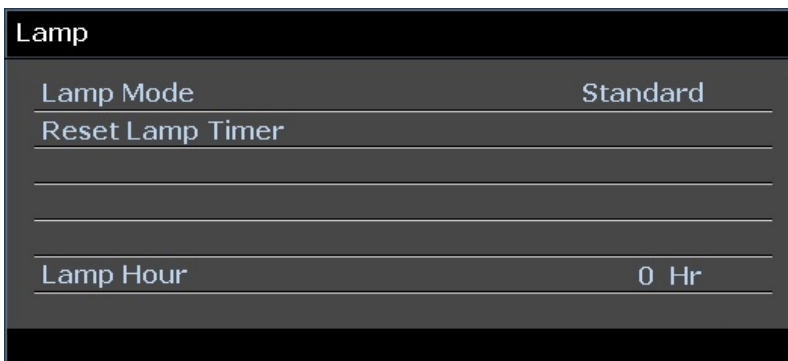 Lamp
Lamp Mode Standard
Reset Lamp Timer
Lamp Hour 0 Hr